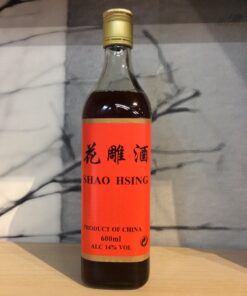 花雕酒
SHAO HSING
PRODUCT OF CHINA
600ml
ALC 14% VOL